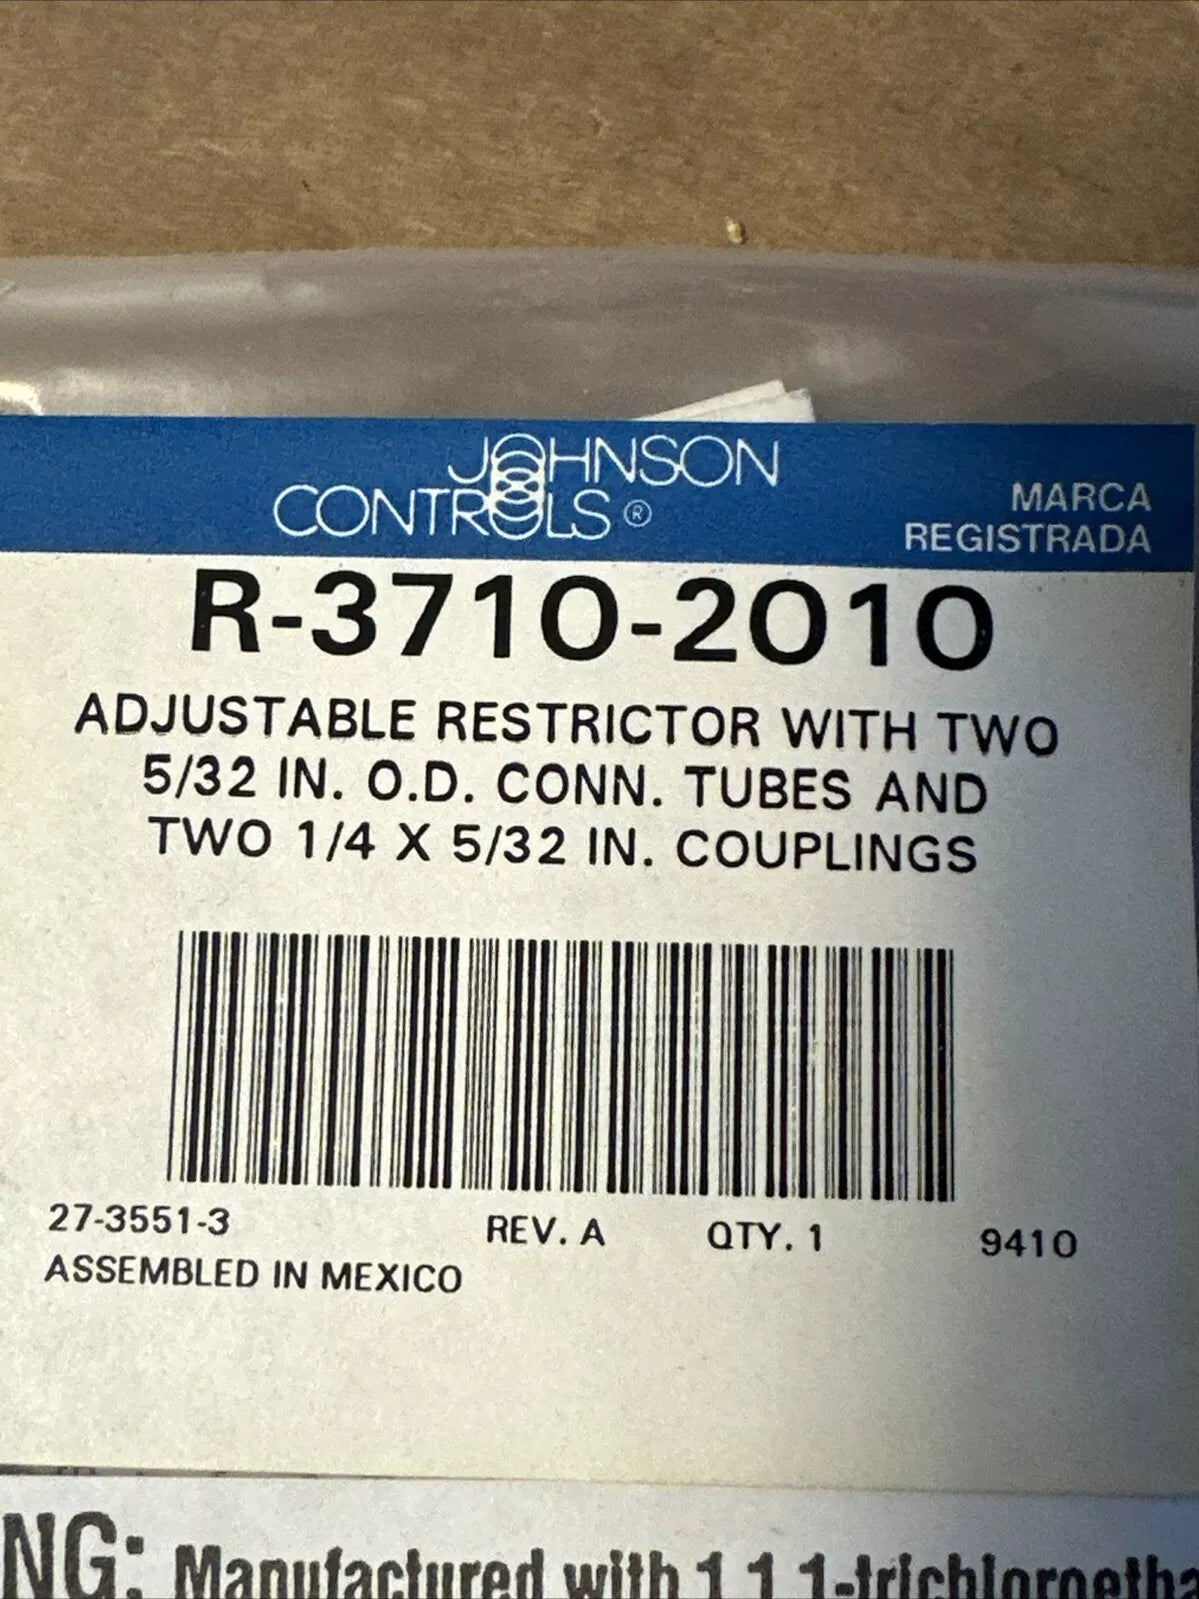 JOHNSON
CONTROLS®
MARCA
REGISTRADA
R-3710-2010
ADJUSTABLE RESTRICTOR WITH TWO
5/32 IN. O.D. CONN. TUBES AND
TWO 1/4 X 5/32 IN. COUPLINGS
27-3551-3 REV. A QTY. 1 9410
ASSEMBLED IN MEXICO
NG: Manufactured with 1 1 1-trichloroetha